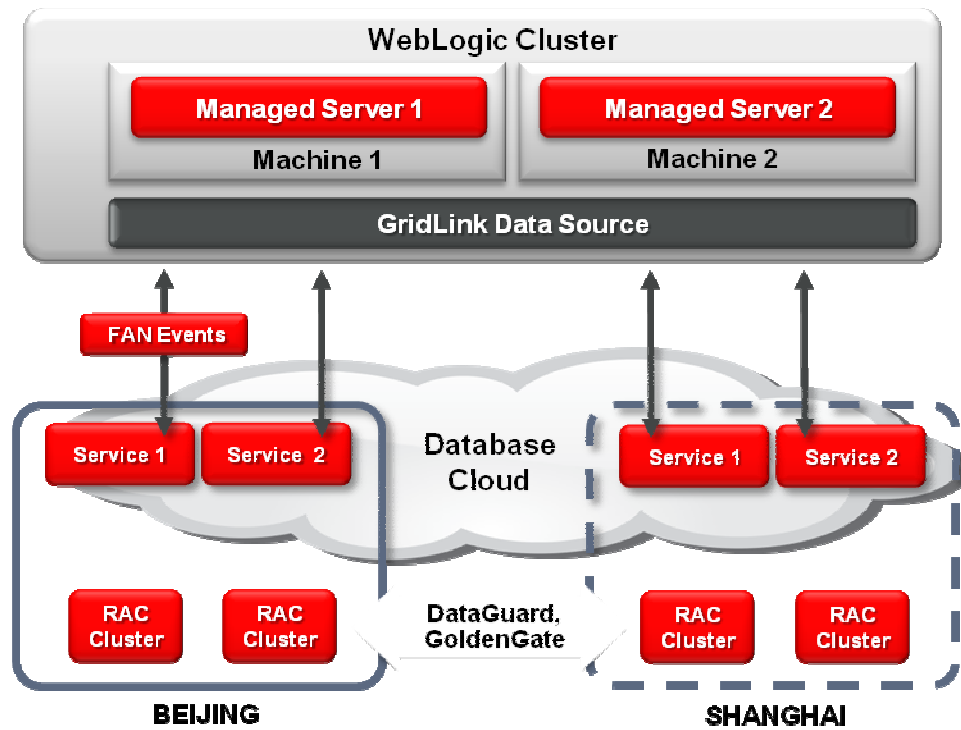 WebLogic Cluster
Managed Server 1
Managed Server 2
Machine 1
Machine 2
GridLink Data Source
FAN Events
Service 1
Service 2
Database
Cloud
Service 1
Service 2
RAC
Cluster
RAC
Cluster
DataGuard,
GoldenGate
RAC
Cluster
RAC
Cluster
BEIJING
SHANGHAI